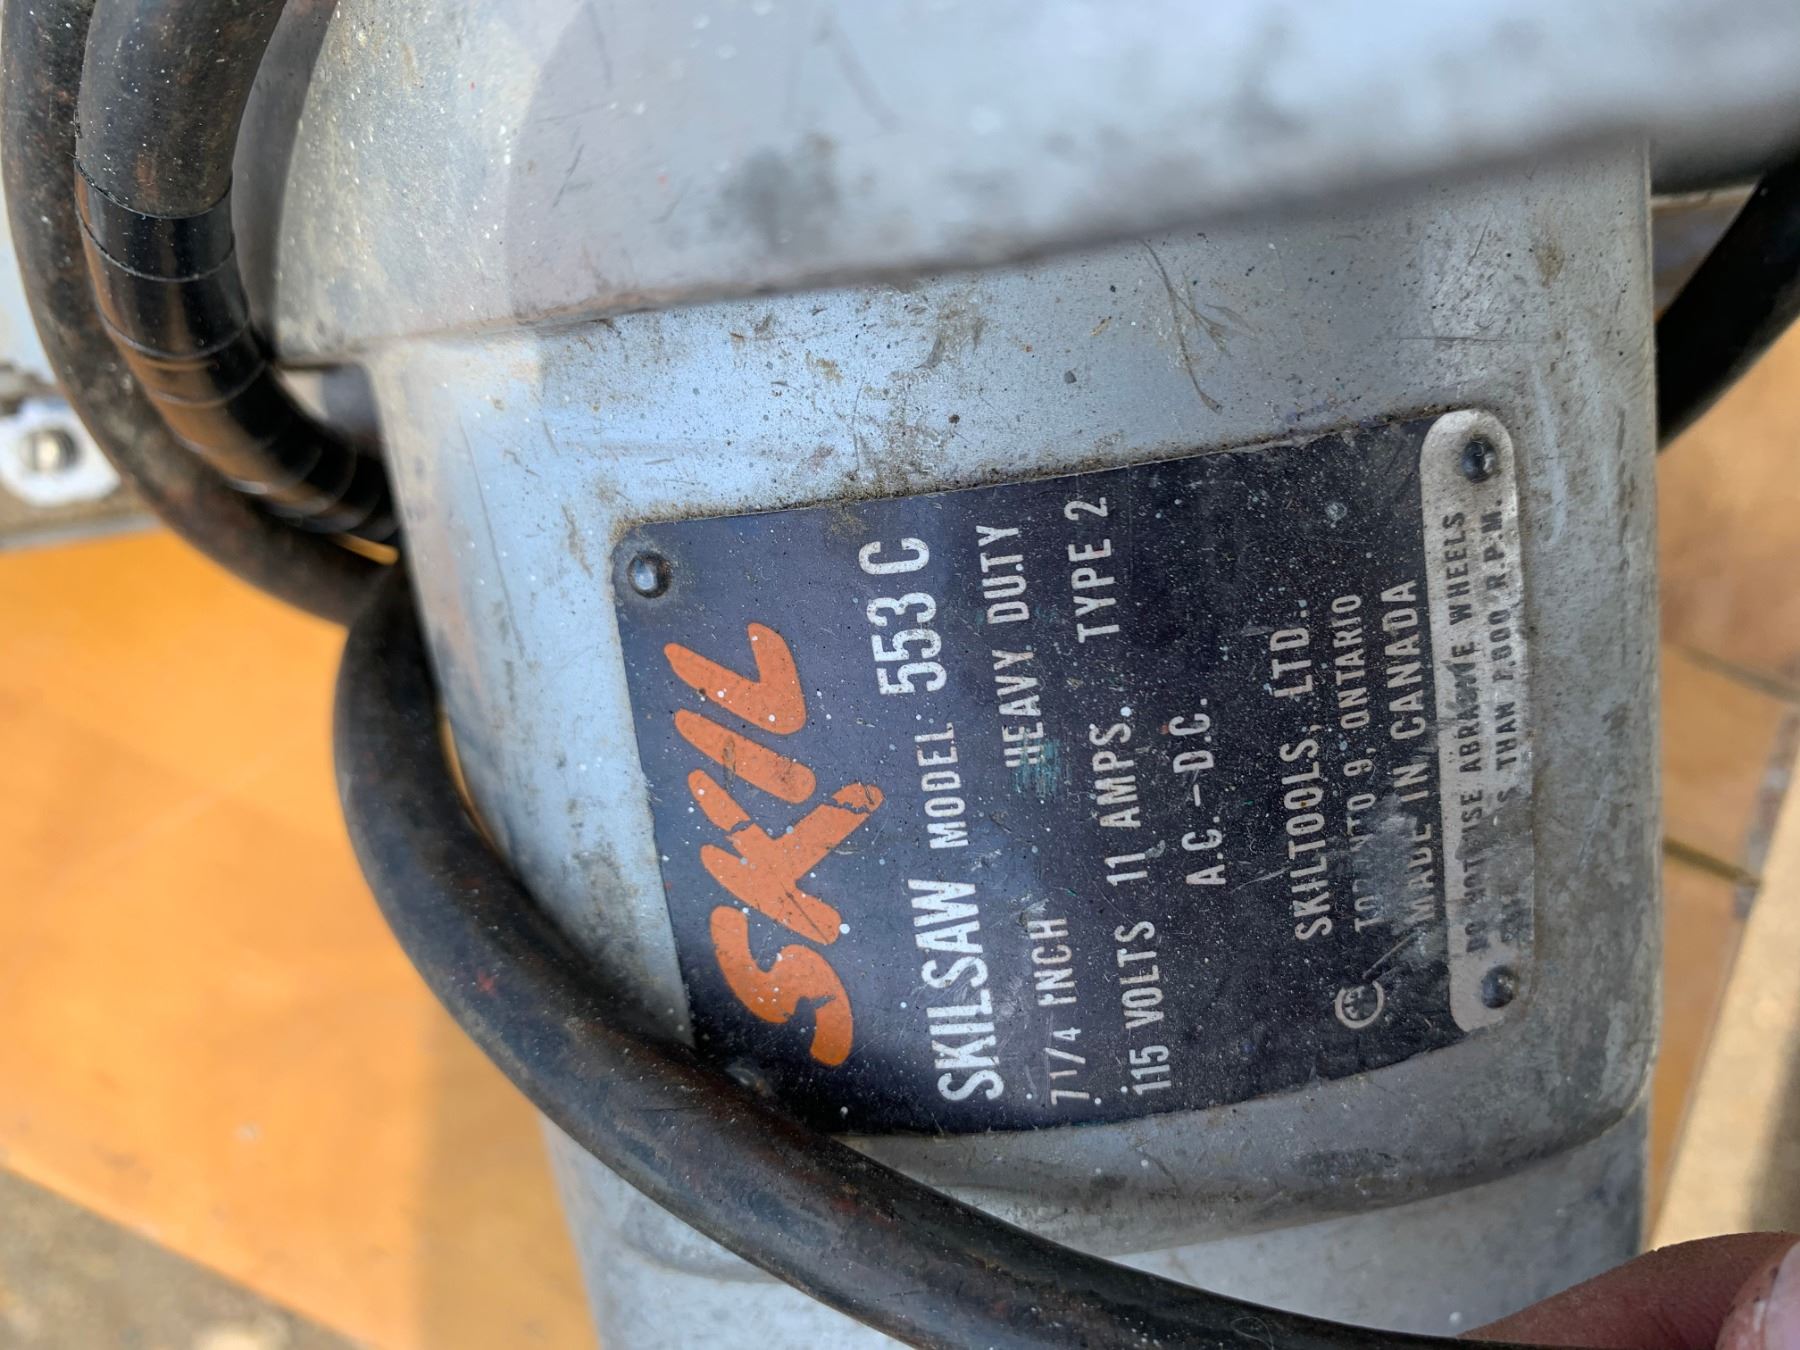 SKIL
SKILSAW MODEL 553 C
7 1/4 INCH HEAVY DUTY
115 VOLTS 11 AMPS. TYPE 2
A.C.-D.C.
SKILTOOLS, LTD.
9, ONTARIO
MADE IN CANADA
ABRASIVE WHEELS
THAN R.P.M.